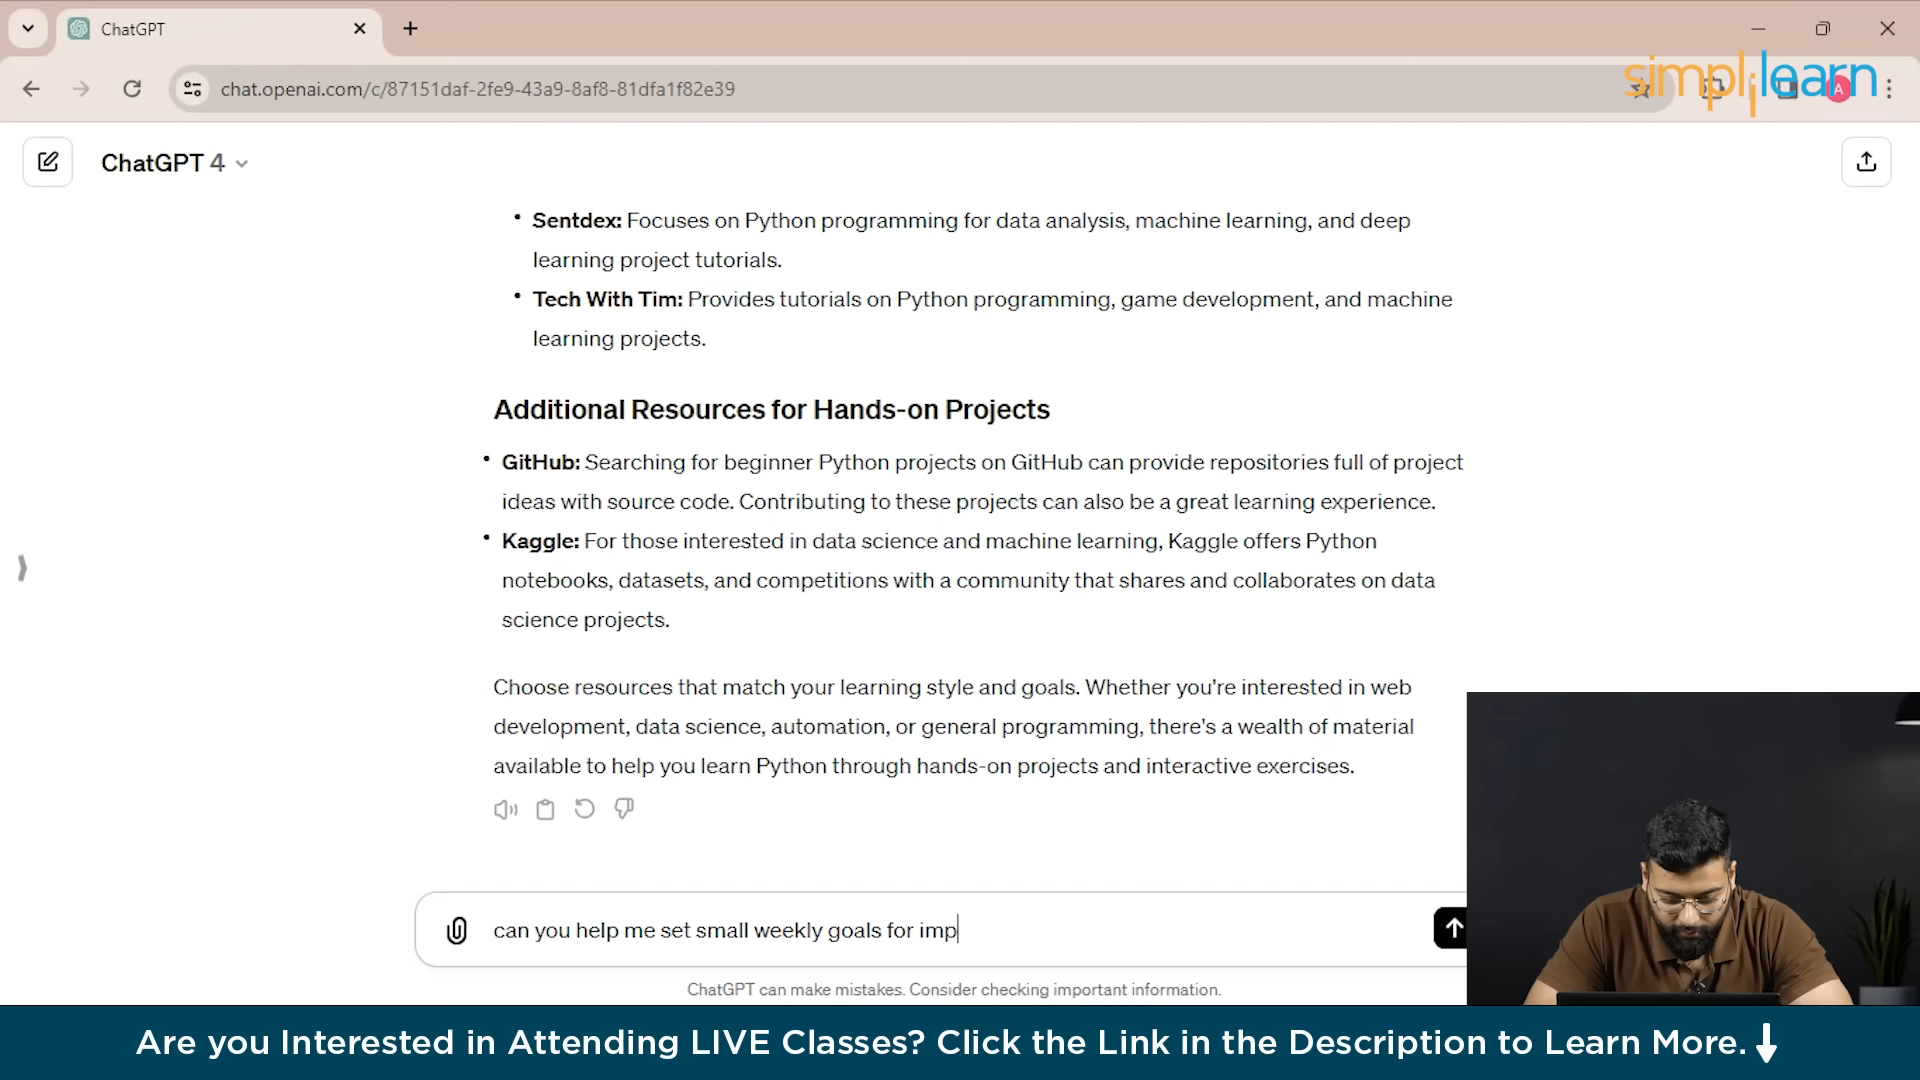 ChatGPT
chat.openai.com/c/87151daf-2fe9-43a9-8af8-81dfa1f82e39
simplilearn
A
ChatGPT 4
• Sentdex: Focuses on Python programming for data analysis, machine learning, and deep
learning project tutorials.
• Tech With Tim: Provides tutorials on Python programming, game development, and machine
learning projects.
Additional Resources for Hands-on Projects
• GitHub: Searching for beginner Python projects on GitHub can provide repositories full of project
ideas with source code. Contributing to these projects can also be a great learning experience.
• Kaggle: For those interested in data science and machine learning, Kaggle offers Python
notebooks, datasets, and competitions with a community that shares and collaborates on data
science projects.
Choose resources that match your learning style and goals. Whether you're interested in web
development, data science, automation, or general programming, there's a wealth of material
available to help you learn Python through hands-on projects and interactive exercises.
can you help me set small weekly goals for imp
ChatGPT can make mistakes. Consider checking important information.
Are you Interested in Attending LIVE Classes? Click the Link in the Description to Learn More.